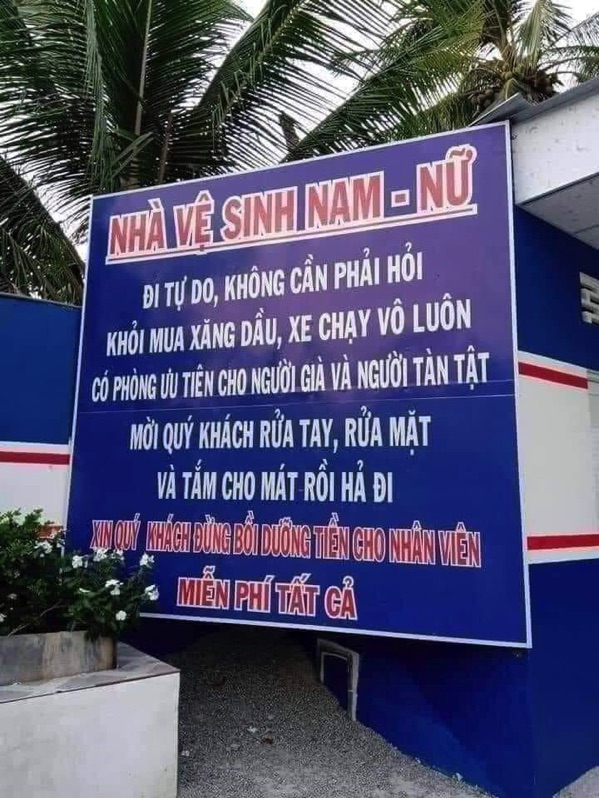 NHÀ VỆ SINH NAM - NỮ
ĐI TỰ DO, KHÔNG CẦN PHẢI HỎI
KHỎI MUA XĂNG DẦU, XE CHẠY VÔ LUÔN
CÓ PHÒNG ƯU TIÊN CHO NGƯỜI GIÀ VÀ NGƯỜI TÀN TẬT
MỜI QUÝ KHÁCH RỬA TAY, RỬA MẶT
VÀ TẮM CHO MÁT RỒI HẢ ĐI
XIN QUÝ KHÁCH ĐỪNG BỒI DƯỠNG TIỀN CHO NHÂN VIÊN
MIỄN PHÍ TẤT CẢ